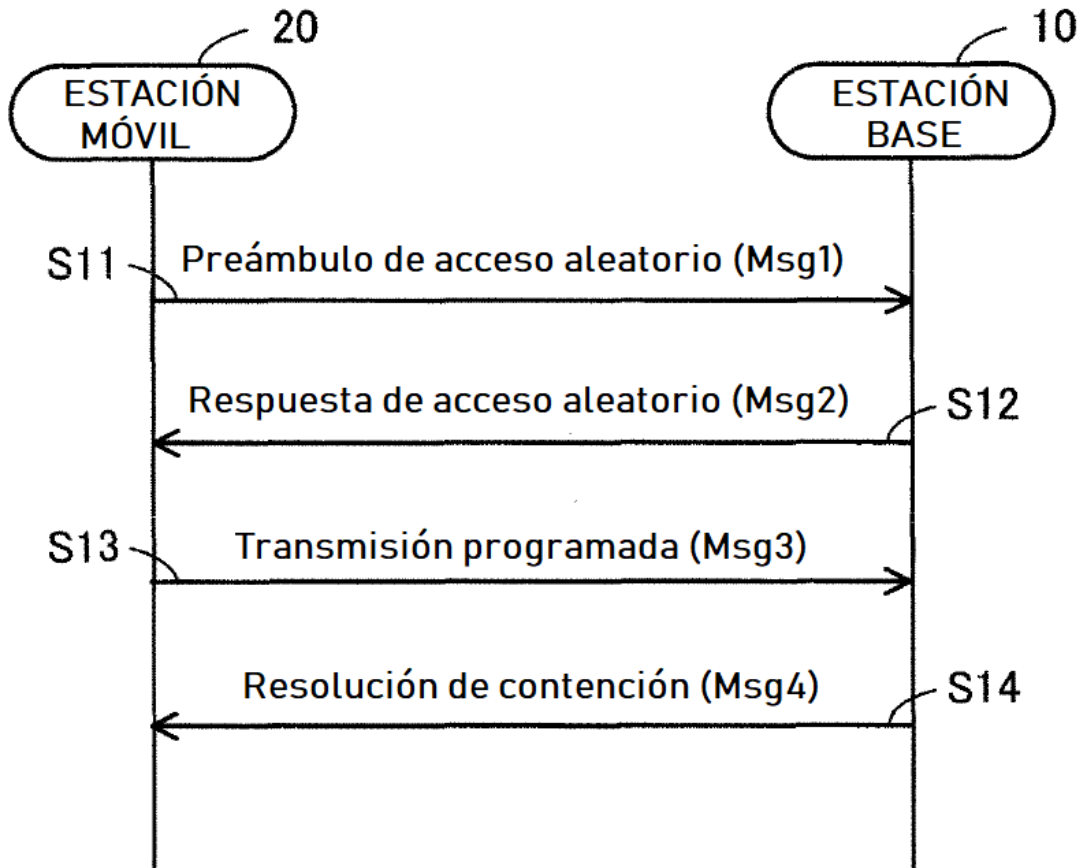 20
10
ESTACIÓN
MÓVIL
ESTACIÓN
BASE
S11
Preámbulo de acceso aleatorio (Msg1)
Respuesta de acceso aleatorio (Msg2)
S12
S13
Transmisión programada (Msg3)
Resolución de contención (Msg4)
S14